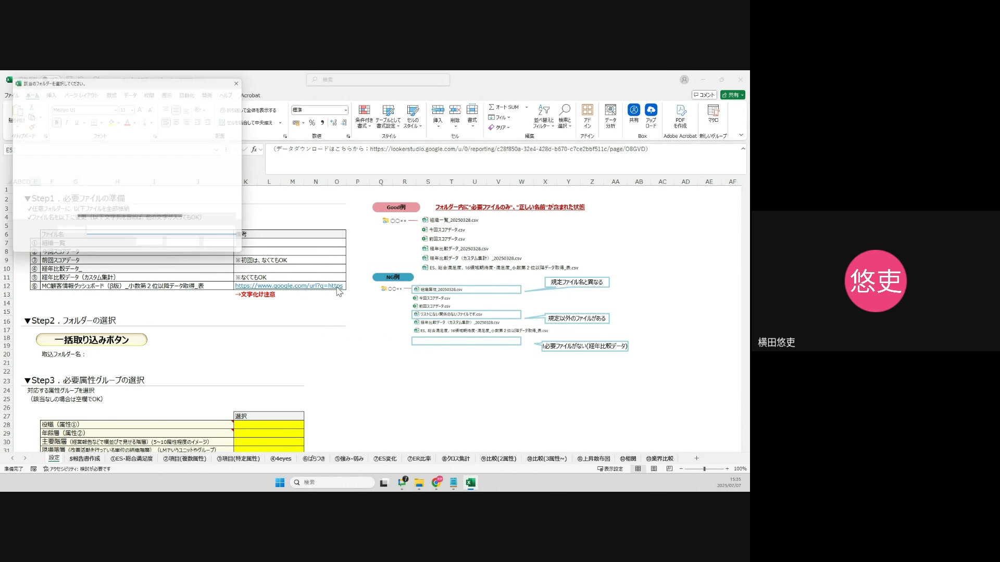 該当のフォルダーを選択してください。
検索
ファイル ホーム 挿入 ページ レイアウト 数式 データ 校閲 表示 自動化 開発 ヘルプ Acrobat
コメント 共有
Meiryo UI 11
折り返して全体を表示する
セルを結合して中央揃え
標準
条件付き書式 テーブルとして書式設定 セルのスタイル
挿入 削除 書式
オート SUM
フィル
クリア
並べ替えとフィルター 検索と選択
アドイン
データ分析
共有 アップロード
PDFを作成
マクロ
クリップボード フォント 配置 数値 スタイル セル 編集 アドイン Box Adobe Acrobat 新しいグループ
fx
（データダウンロードはこちらから：https://lookerstudio.google.com/u/0/reporting/c28f850a-32e4-428d-b670-c7ce2bbf511c/page/O8GVD）
A B C D E F G H I J K L M N O P Q R S T U V W X Y Z AA AB AC AD AE AF
▼Step1．必要ファイルの準備
✓任意フォルダーに、以下ファイルを全部格納
✓ファイル名を以下に変更（以下文字列を含めば、他の文字が入ってもOK）
ファイル名 備考
① 組織一覧
② 今回スコアデータ
③ 前回スコアデータ ※初回は、なくてもOK
④ 経年比較データ_
⑤ 経年比較データ（カスタム集計） ※なくてもOK
⑥ MC顧客情報ダッシュボード（β版）_小数第２位以降データ取得_表 https://www.google.com/url?q=https
→文字化け注意
▼Step2．フォルダーの選択
一括取り込みボタン
取込フォルダー名：
▼Step3．必要属性グループの選択
対応する属性グループを選択
（該当なしの場合は空欄でOK）
選択
役職（属性①）
年齢層（属性②）
主要階層（経営報告などで横並びで見せる階層）(5~10属性程度のイメージ）
現場階層（改善活動を行っている単位の組織階層）（LMでいうユニットやグループ）
Good例
フォルダー内に"必要ファイルのみ"、"正しい名前"が含まれた状態
〇〇××
組織一覧_20250328.csv
今回スコアデータ.csv
前回スコアデータ.csv
経年比較データ_20250328.csv
経年比較データ（カスタム集計）_20250328.csv
ES、総合満足度、16領域期待度・満足度_小数第２位以降データ取得_表.csv
NG例
〇〇××
組織属性_20250328.csv
規定ファイル名と異なる
今回スコアデータ.csv
前回スコアデータ.csv
リストにない関係のないファイルです.csv
規定以外のファイルがある
経年比較データ（カスタム集計）_20250328.csv
ES、総合満足度、16領域期待度・満足度_小数第２位以降データ取得_表.csv
!必要ファイルがない(経年比較データ)
設定 $報告書作成 ①ES・総合満足度 ②項目(複数属性) ③項目(特定属性) ④4eyes ⑥ばらつき ⑤強み・弱み ⑦ES変化 ⑦ER比率 ⑧クロス集計 ⑨比較(2属性) ⑩比較(3属性~) ⑪上昇散布図 ⑫相関 ⑬業界比較
準備完了 アクセシビリティ: 検討が必要です 表示設定 100%
検索
7
15:35
2025/07/07
悠吏
横田悠吏